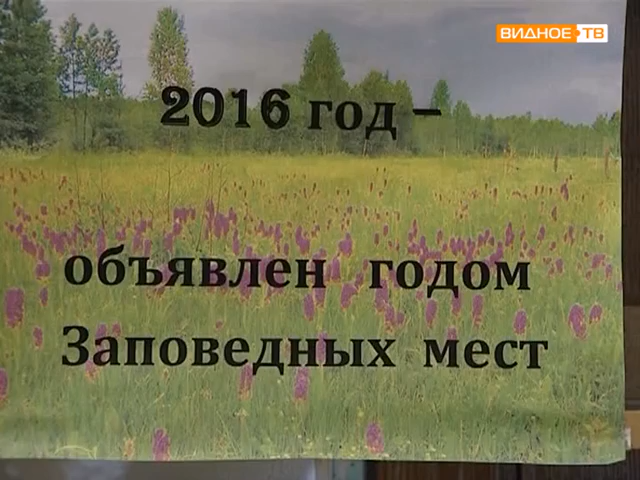 ВИДНОЕ ТВ
2016 год –
объявлен годом
Заповедных мест